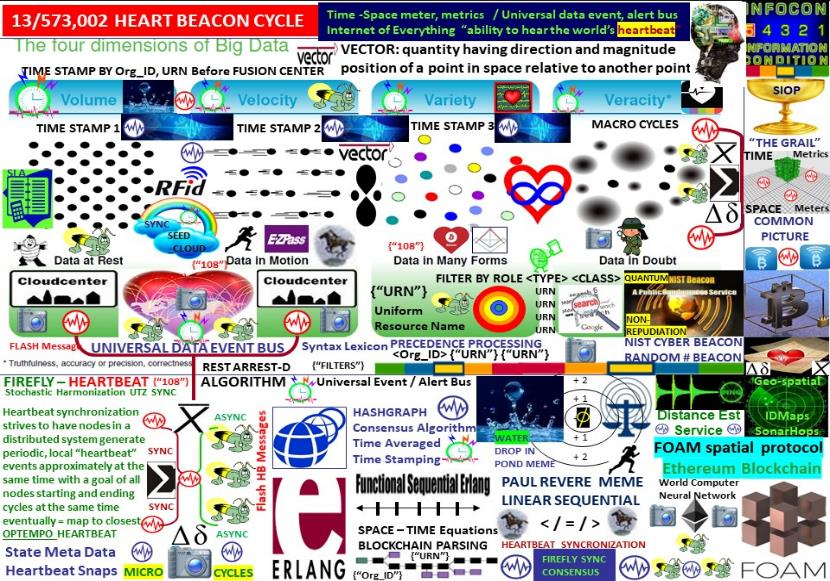 13/573,002 HEART BEACON CYCLE
Time -Space meter, metrics / Universal data event, alert bus
Internet of Everything "ability to hear the world's heartbeat"
The four dimensions of Big Data
vector
VECTOR: quantity having direction and magnitude
position of a point in space relative to another point
TIME STAMP BY Org_ID, URN Before FUSION CENTER
INFOCON
5 4 3 2 1
INFORMATION
CONDITION
SIOP
Volume
Velocity
Variety
Veracity*
TIME STAMP 1
TIME STAMP 2
TIME STAMP 3
MACRO CYCLES
vector
"THE GRAIL"
TIME Metrics
SPACE Meters
COMMON
PICTURE
SLA
RFid
SYNC
SEED
CLOUD
E-ZPass
X
Σ
Δδ
Data at Rest
{"108"}
Data in Motion
{"108"}
Data in Many Forms
Data in Doubt
Cloudcenter
Cloudcenter
{"URN"}
Uniform
Resource Name
FILTER BY ROLE <TYPE> <CLASS>
URN
URN
URN
URN
search
Google
QUANTUM
NIST Beacon
A Public Randomness Service
NON-
REPUDIATION
FLASH Message
UNIVERSAL DATA EVENT BUS
Syntax Lexicon
PRECEDENCE PROCESSING
<Org_ID> {"URN"} {"URN"}
NIST CYBER BEACON
RANDOM # BEACON
Δδ X
* Truthfulness, accuracy or precision, correctness
REST ARREST-D
{"FILTERS"}
FIREFLY – HEARTBEAT {"108"} ALGORITHM
Universal Event / Alert Bus
Stochastic Harmonization UTZ SYNC
Heartbeat synchronization
strives to have nodes in a
distributed system generate
periodic, local "heartbeat"
events approximately at the
same time with a goal of all
nodes starting and ending
cycles at the same time
eventually = map to closest
OPTEMPO HEARTBEAT
State Meta Data
Heartbeat Snaps
MICRO
CYCLES
X
SYNC
Σ
SYNC
Δδ
ASYNC
ASYNC
ASYNC
Flash HB Messages
HASHGRAPH
Consensus Algorithm
Time Averaged
Time Stamping
ERLANG
Functional Sequential Erlang
SPACE – TIME Equations
BLOCKCHAIN PARSING
{"URN"}
{"Org_ID"}
WATER
DROP IN
POND MEME
+ 2
+ 1
+ 1
+ 2
PAUL REVERE MEME
LINEAR SEQUENTIAL
< / = / >
HEARTBEAT SYNCRONIZATION
FIREFLY SYNC
CONSENSUS
PING
Distance Est
Service
Geo-spatial
IDMaps
SonarHops
FOAM spatial protocol
Ethereum Blockchain
World Computer
Neural Network
FOAM